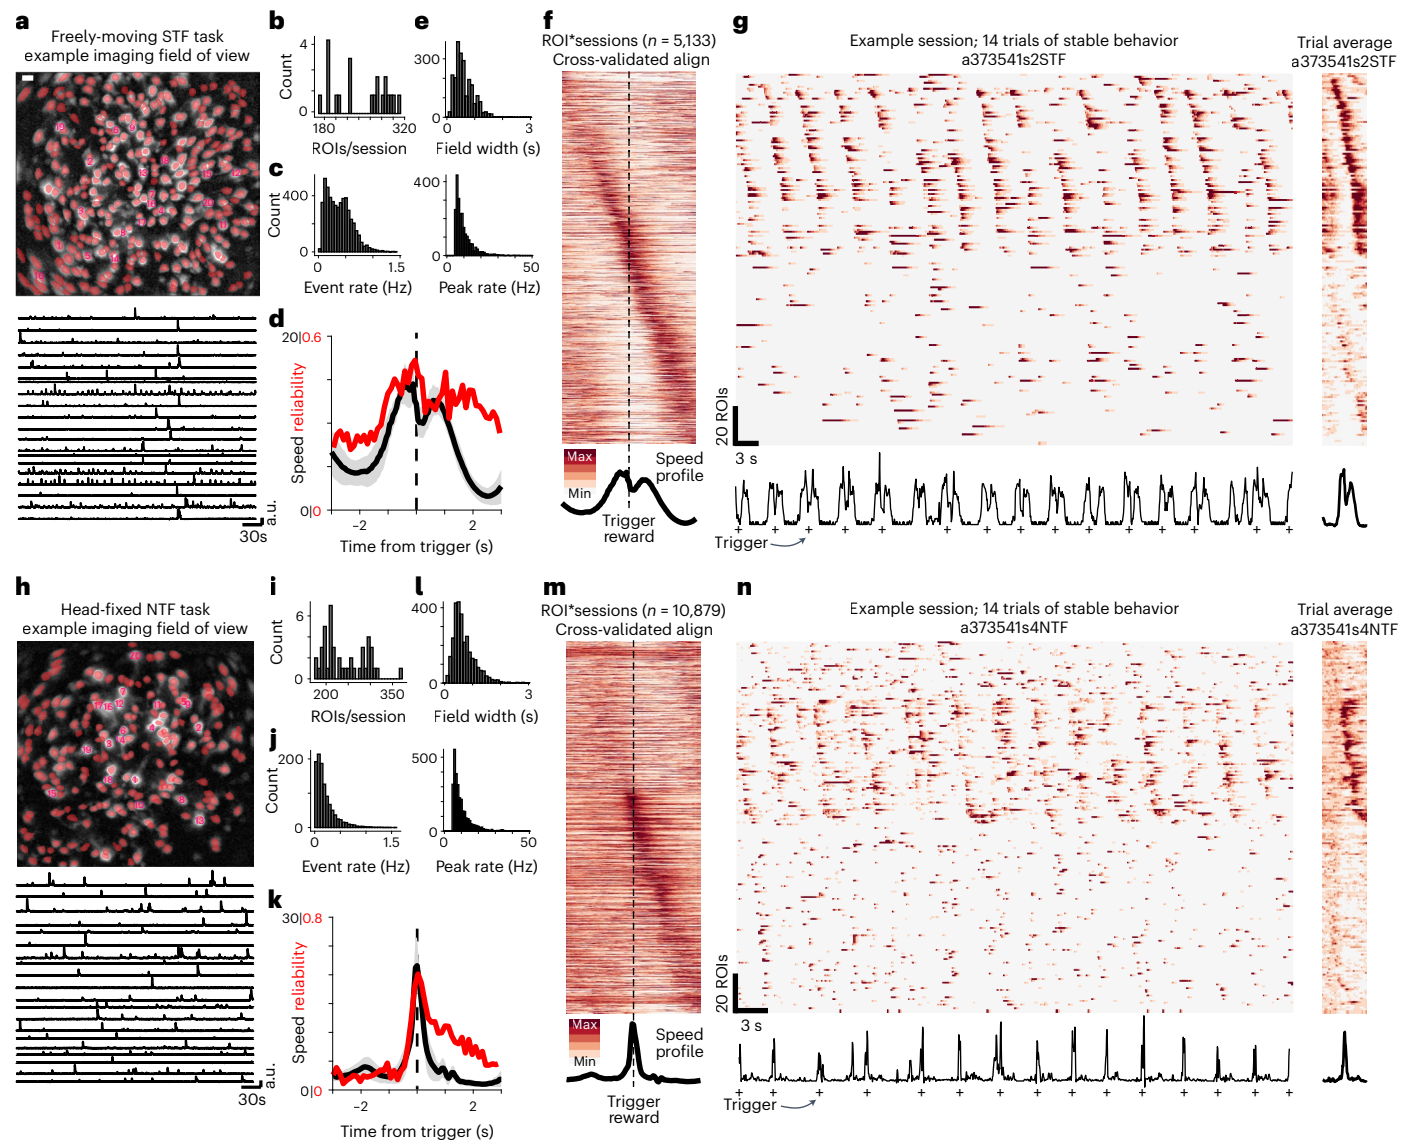 a
Freely-moving STF task
example imaging field of view
30s
a.u.
b
Count
4
0
180
320
ROIs/session
c
Count
400
0
0
1.5
Event rate (Hz)
d
20|0.6
Speed reliability
0|0
−2
2
Time from trigger (s)
e
300
0
0
3
Field width (s)
400
0
0
50
Peak rate (Hz)
f
ROI*sessions (n = 5,133)
Cross-validated align
Max
Min
Speed
profile
Trigger
reward
g
Example session; 14 trials of stable behavior
a373541s2STF
Trial average
a373541s2STF
20 ROIs
3 s
Trigger
h
Head-fixed NTF task
example imaging field of view
30s
a.u.
i
Count
6
0
200
350
ROIs/session
j
Count
200
0
0
1.5
Event rate (Hz)
k
30|0.8
Speed reliability
0|0
−2
2
Time from trigger (s)
l
400
0
0
3
Field width (s)
500
0
0
50
Peak rate (Hz)
m
ROI*sessions (n = 10,879)
Cross-validated align
Max
Min
Speed
profile
Trigger
reward
n
Example session; 14 trials of stable behavior
a373541s4NTF
Trial average
a373541s4NTF
20 ROIs
3 s
Trigger